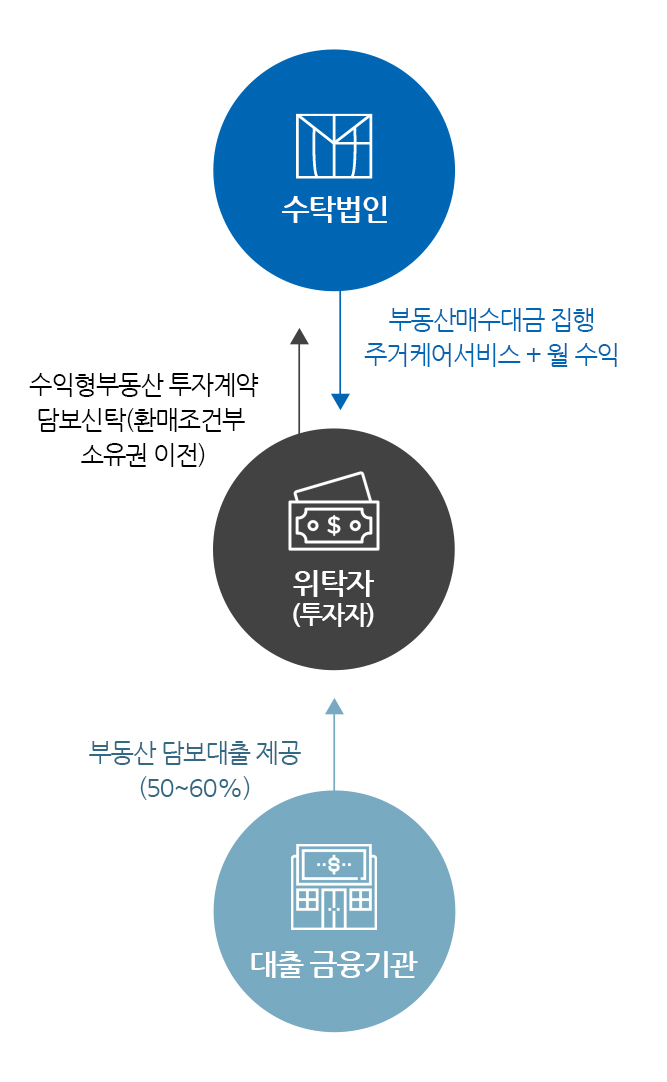 수탁법인
부동산매수대금 집행
주거케어서비스 + 월 수익
수익형부동산 투자계약
담보신탁(환매조건부
소유권 이전)
$
위탁자
(투자자)
부동산 담보대출 제공
(50~60%)
$
대출 금융기관